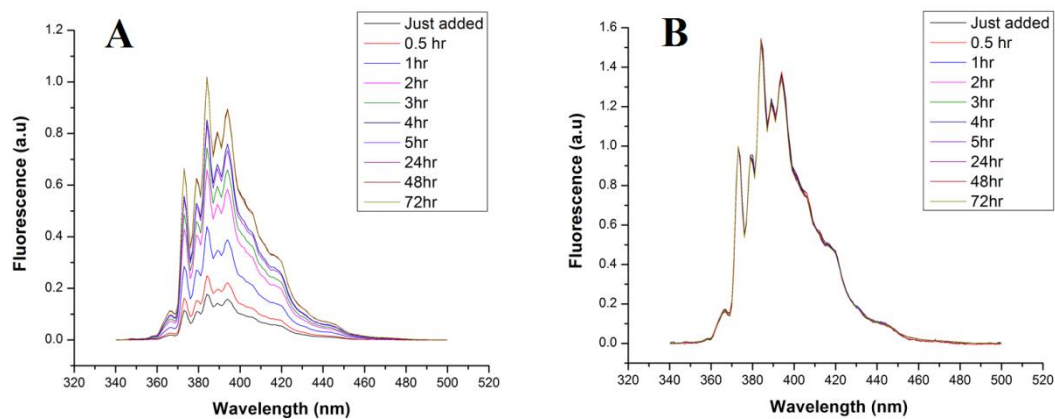 A
Just added
0.5 hr
1hr
2hr
3hr
4hr
5hr
24hr
48hr
72hr
1.2
1.0
0.8
0.6
0.4
0.2
0.0
Fluorescence (a.u)
320 340 360 380 400 420 440 460 480 500 520
Wavelength (nm)
B
Just added
0.5 hr
1hr
2hr
3hr
4hr
5hr
24hr
48hr
72hr
1.6
1.4
1.2
1.0
0.8
0.6
0.4
0.2
0.0
Fluorescence (a.u)
320 340 360 380 400 420 440 460 480 500 520
Wavelength (nm)